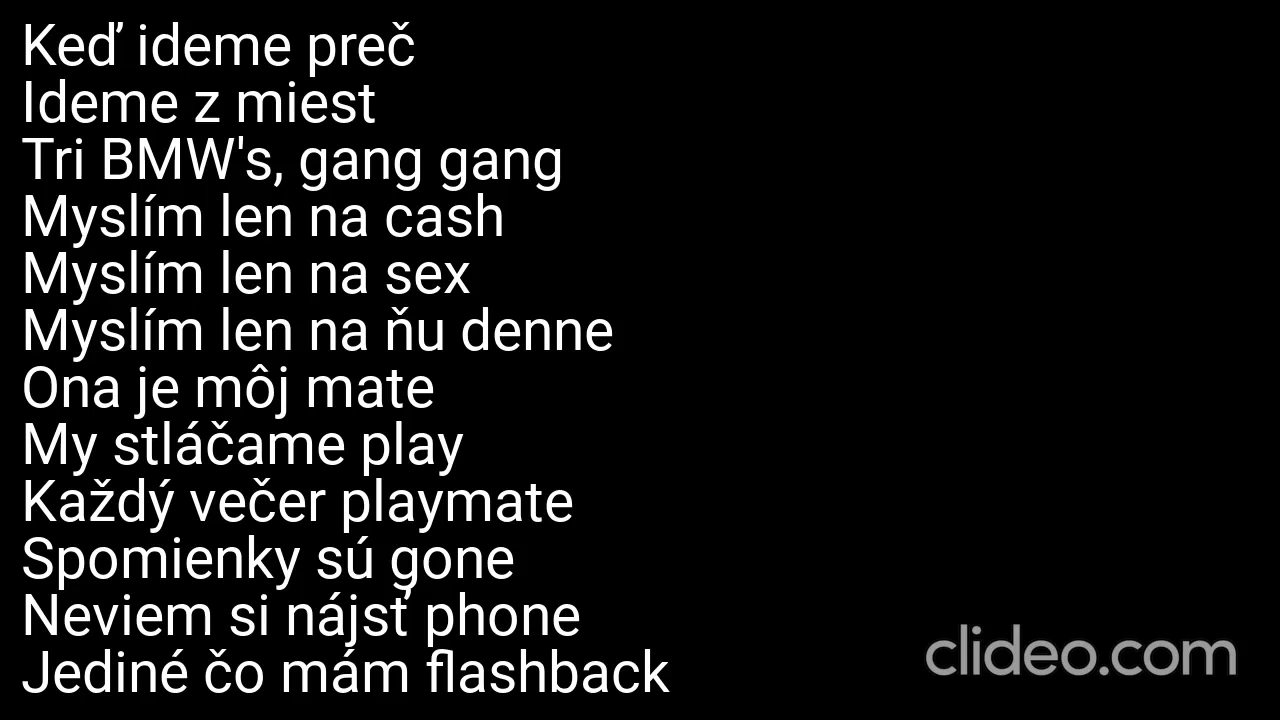 Keď ideme preč
Ideme z miest
Tri BMW's, gang gang
Myslím len na cash
Myslím len na sex
Myslím len na ňu denne
Ona je môj mate
My stláčame play
Každý večer playmate
Spomienky sú gone
Neviem si nájsť phone
Jediné čo mám flashback
clideo.com